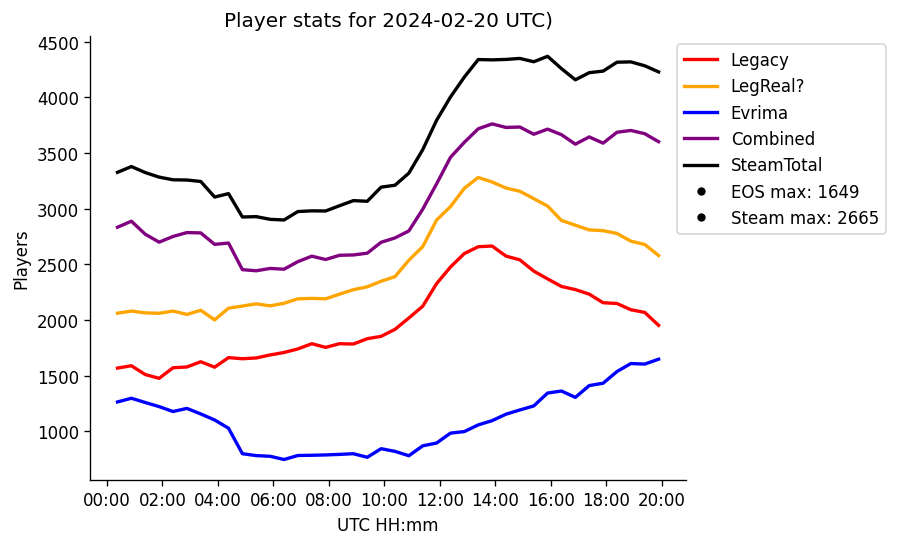 Player stats for 2024-02-20 UTC)
4500
4000
3500
3000
2500
2000
1500
1000
Players
00:00 02:00 04:00 06:00 08:00 10:00 12:00 14:00 16:00 18:00 20:00
UTC HH:mm
Legacy
LegReal?
Evrima
Combined
SteamTotal
EOS max: 1649
Steam max: 2665